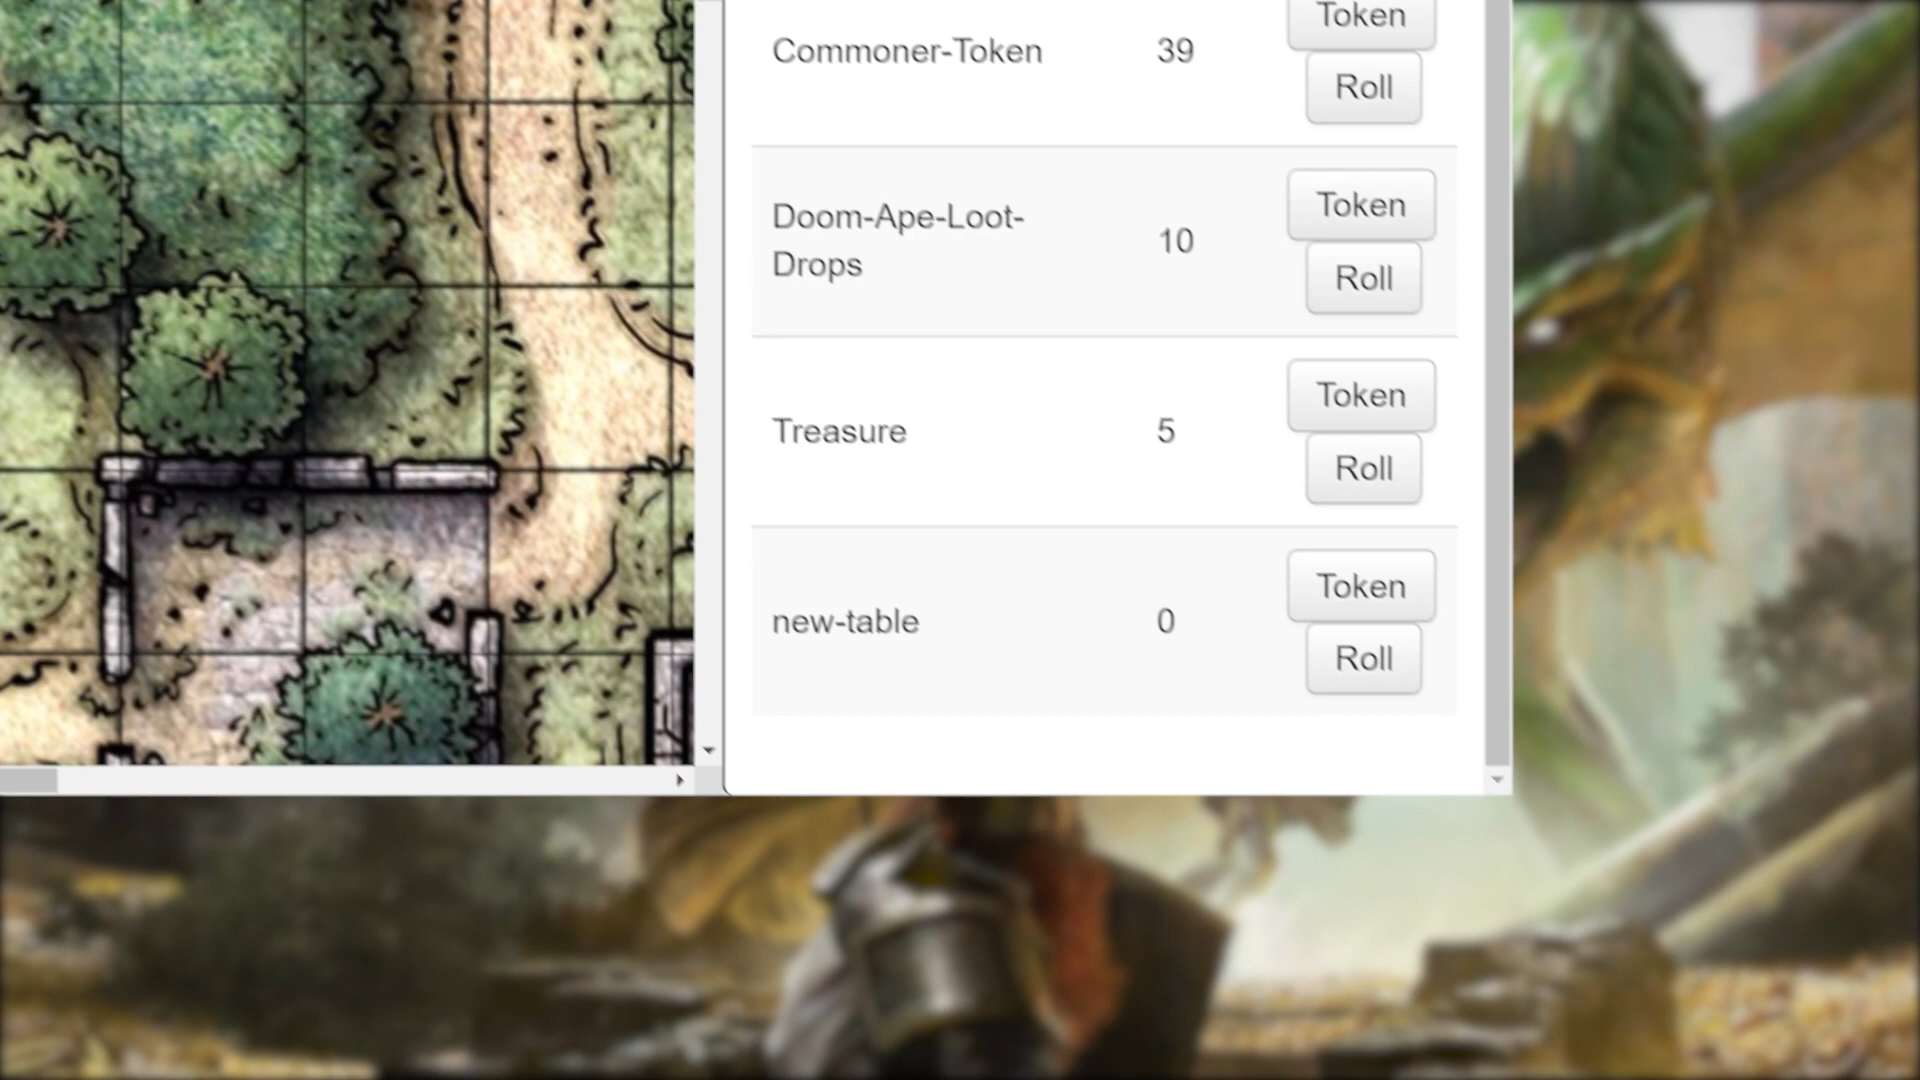 Token
Commoner-Token 39
Roll
Doom-Ape-Loot-
Drops
10
Token
Roll
Treasure 5
Token
Roll
new-table 0
Token
Roll